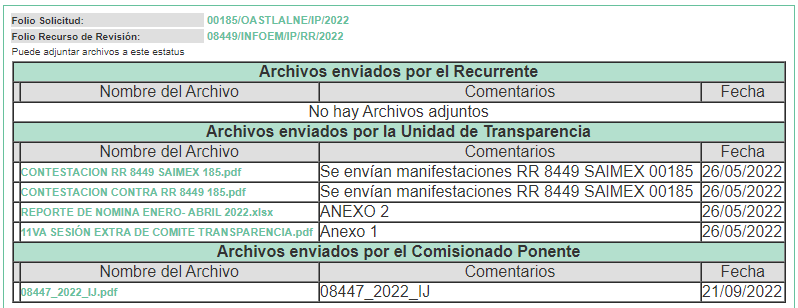 Folio Solicitud: 00185/OASTLALNE/IP/2022
Folio Recurso de Revisión: 08449/INFOEM/IP/RR/2022
Puede adjuntar archivos a este estatus
Archivos enviados por el Recurrente
Nombre del Archivo Comentarios Fecha
No hay Archivos adjuntos
Archivos enviados por la Unidad de Transparencia
Nombre del Archivo Comentarios Fecha
CONTESTACION RR 8449 SAIMEX 185.pdf Se envían manifestaciones RR 8449 SAIMEX 00185 26/05/2022
CONTESTACION CONTRA RR 8449 185.pdf Se envían manifestaciones RR 8449 SAIMEX 00185 26/05/2022
REPORTE DE NOMINA ENERO- ABRIL 2022.xlsx ANEXO 2 26/05/2022
11VA SESIÓN EXTRA DE COMITE TRANSPARENCIA.pdf Anexo 1 26/05/2022
Archivos enviados por el Comisionado Ponente
Nombre del Archivo Comentarios Fecha
08447_2022_IJ.pdf 08447_2022_IJ 21/09/2022